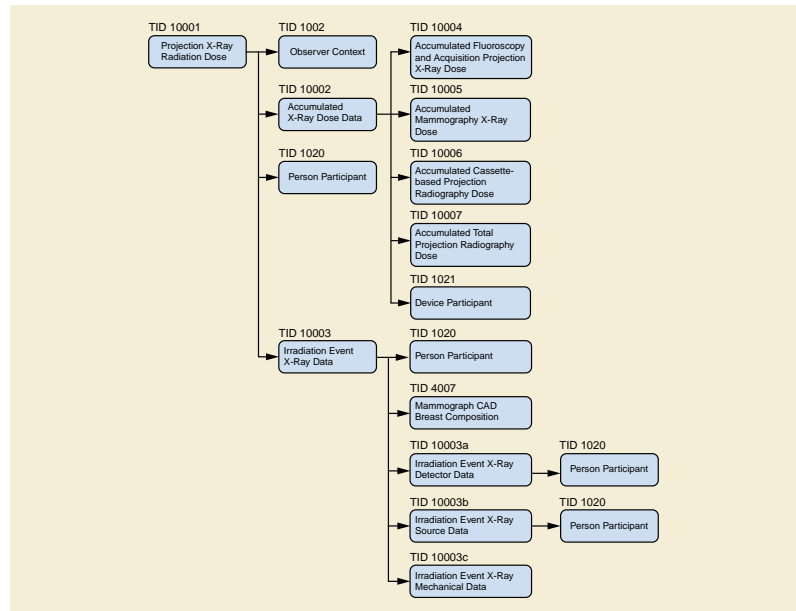 TID 10001
Projection X-Ray
Radiation Dose
TID 1002
Observer Context
TID 10002
Accumulated
X-Ray Dose Data
TID 1020
Person Participant
TID 10004
Accumulated Fluoroscopy
and Acquisition Projection
X-Ray Dose
TID 10005
Accumulated
Mammography X-Ray
Dose
TID 10006
Accumulated Cassette-
based Projection
Radiography Dose
TID 10007
Accumulated Total
Projection Radiography
Dose
TID 1021
Device Participant
TID 10003
Irradiation Event
X-Ray Data
TID 1020
Person Participant
TID 4007
Mammograph CAD
Breast Composition
TID 10003a
Irradiation Event X-Ray
Detector Data
TID 1020
Person Participant
TID 10003b
Irradiation Event X-Ray
Source Data
TID 1020
Person Participant
TID 10003c
Irradiation Event X-Ray
Mechanical Data